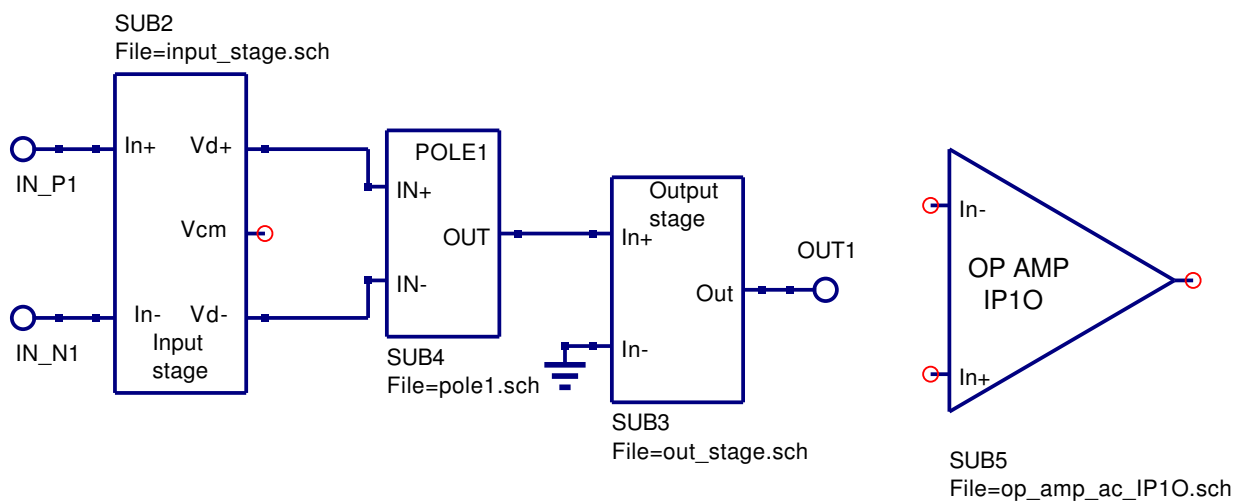 SUB2
File=input_stage.sch
In+
Vd+
IN_P1
Vcm
In-
Vd-
IN_N1
Input
stage
POLE1
IN+
OUT
IN-
SUB4
File=pole1.sch
Output
stage
In+
Out
In-
OUT1
SUB3
File=out_stage.sch
In-
OP AMP
IP1O
In+
SUB5
File=op_amp_ac_IP1O.sch